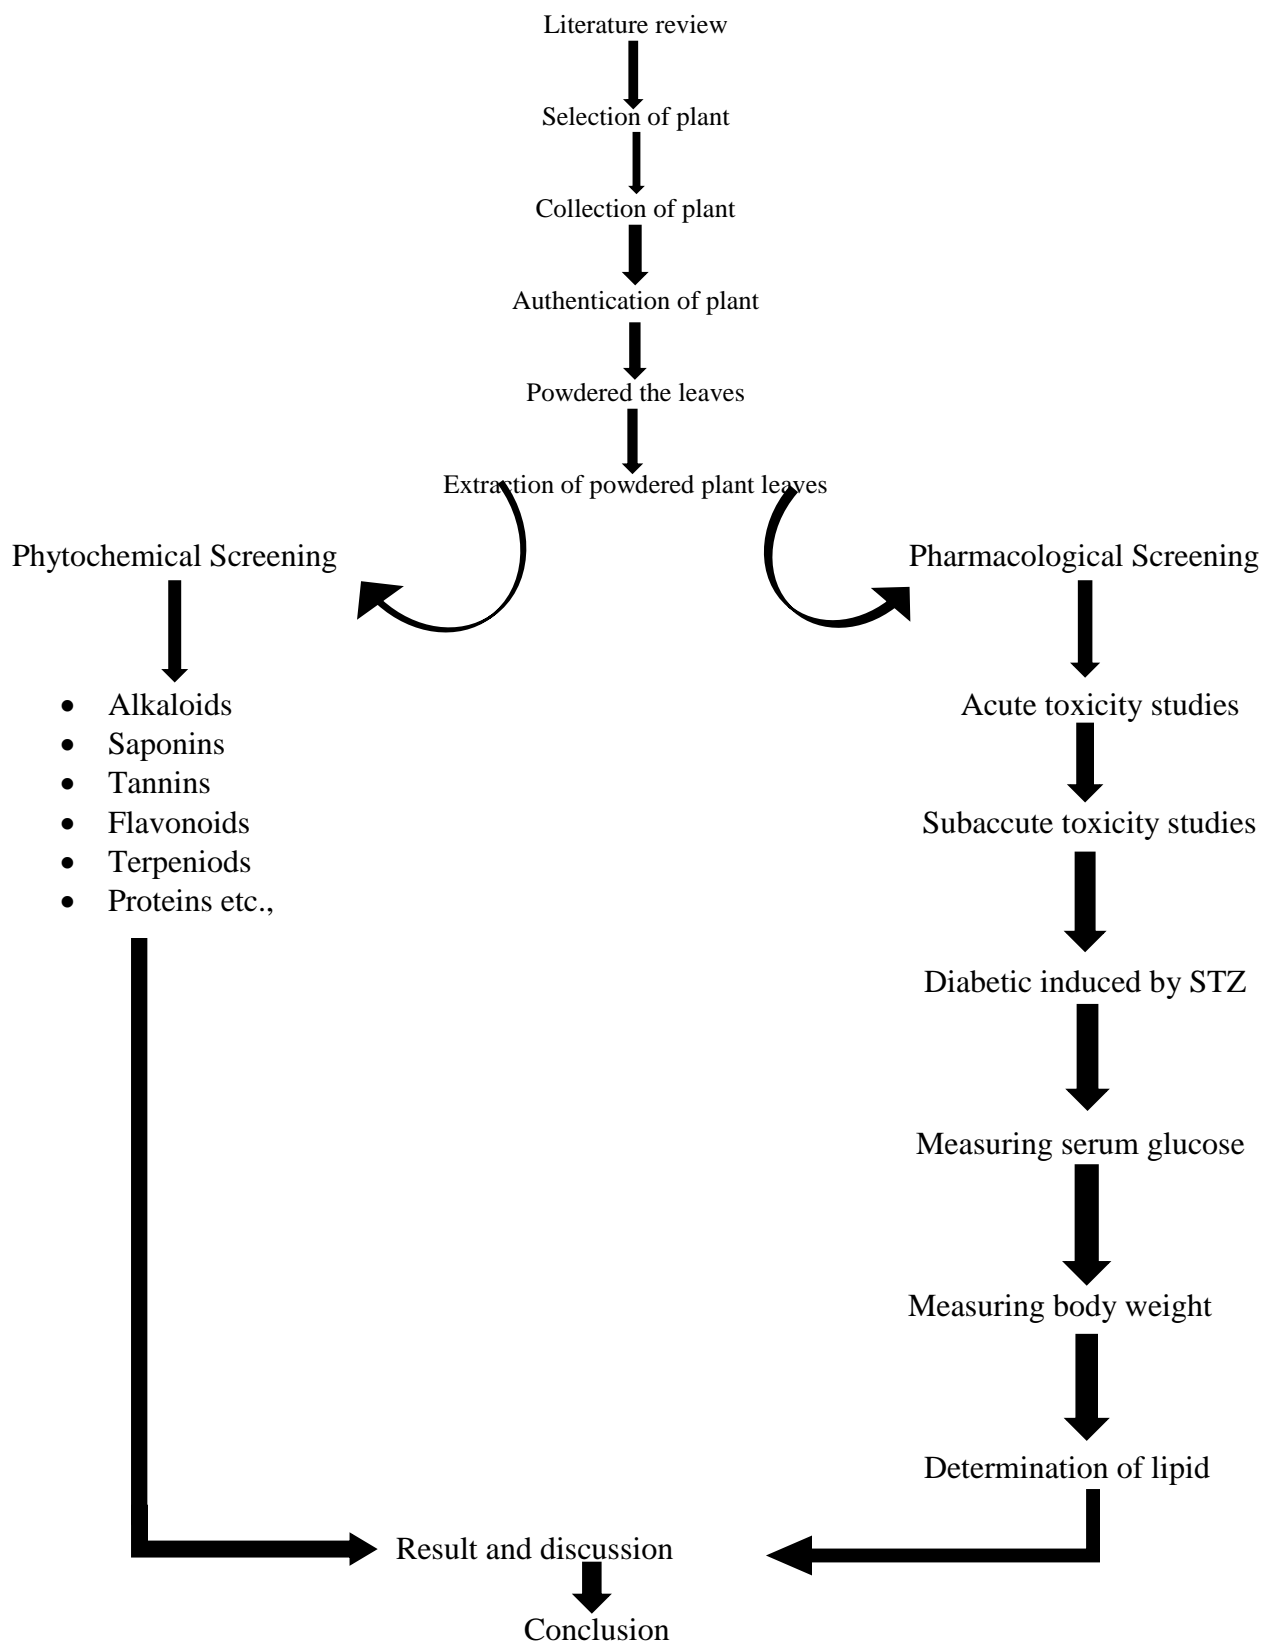 Literature review
Selection of plant
Collection of plant
Authentication of plant
Powdered the leaves
Extraction of powdered plant leaves
Phytochemical Screening
• Alkaloids
• Saponins
• Tannins
• Flavonoids
• Terpeniods
• Proteins etc.,
Pharmacological Screening
Acute toxicity studies
Subaccute toxicity studies
Diabetic induced by STZ
Measuring serum glucose
Measuring body weight
Determination of lipid
Result and discussion
Conclusion